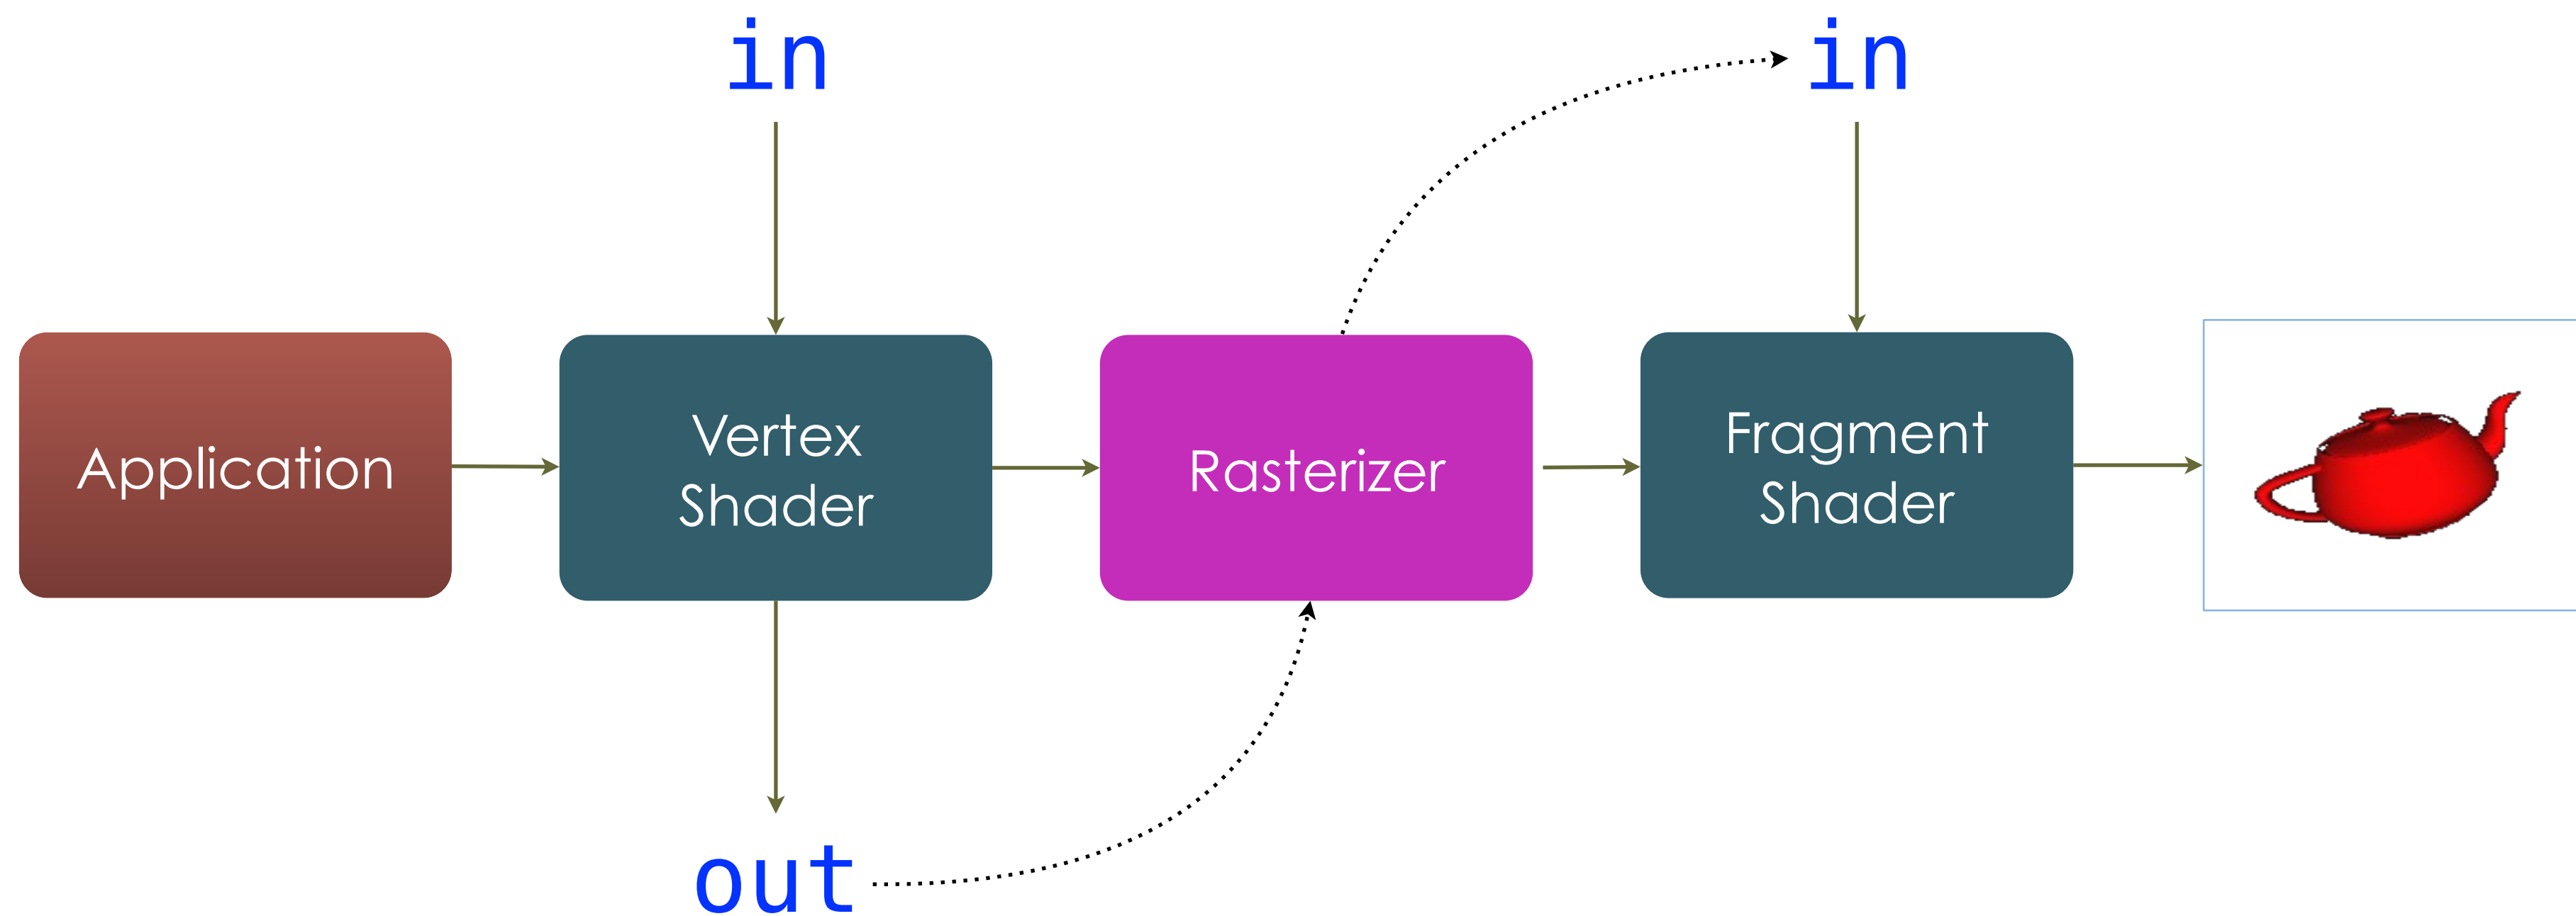 in
in
Application
Vertex
Shader
Rasterizer
Fragment
Shader
out